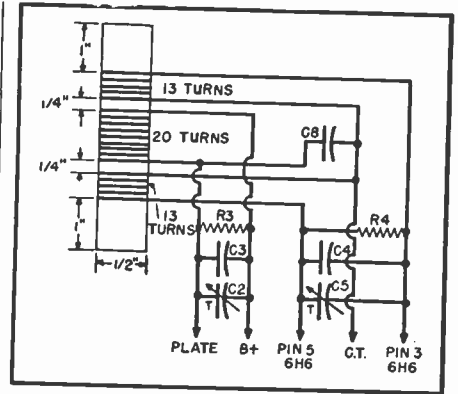 1"
13 TURNS
1/4"
20 TURNS
C8
1/4"
13
TURNS
1"
R3
R4
C3
C4
C2
C5
T
T
1/2"
PLATE B+ PIN 5 C.T. PIN 3
6H6 6H6